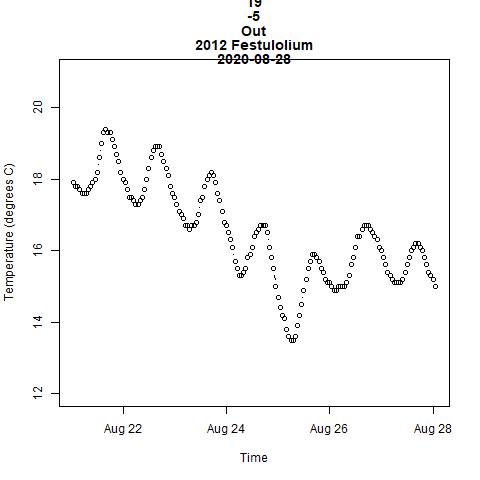 19
-5
Out
2012 Festulolium
2020-08-28
Temperature (degrees C)
20
18
16
14
12
Aug 22
Aug 24
Aug 26
Aug 28
Time